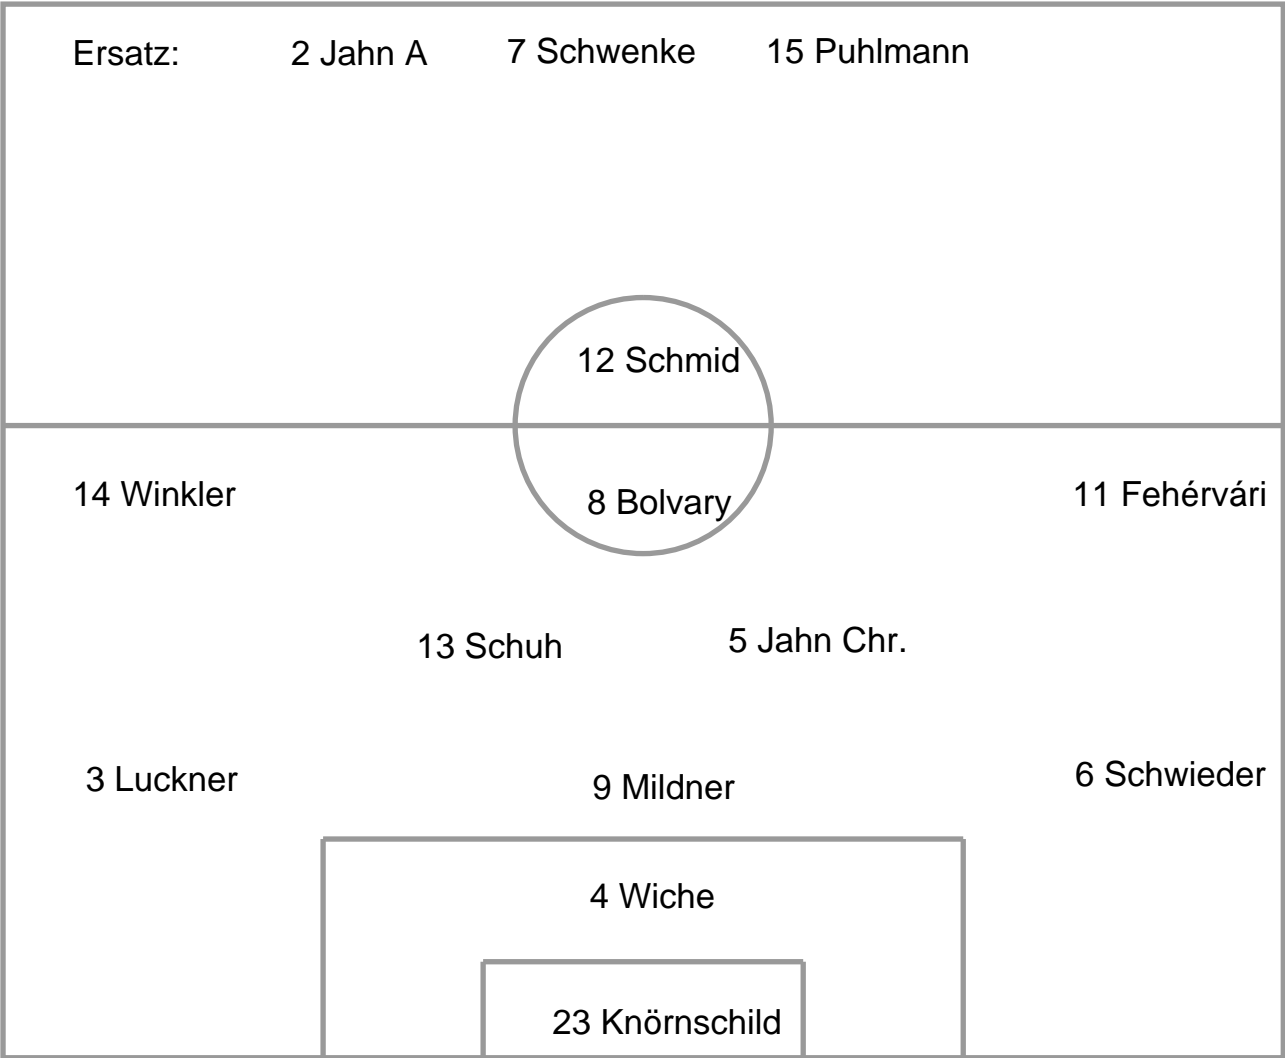 Ersatz: 2 Jahn A 7 Schwenke 15 Puhlmann
12 Schmid
14 Winkler 8 Bolvary 11 Fehérvári
13 Schuh 5 Jahn Chr.
3 Luckner 9 Mildner 6 Schwieder
4 Wiche
23 Knörnschild